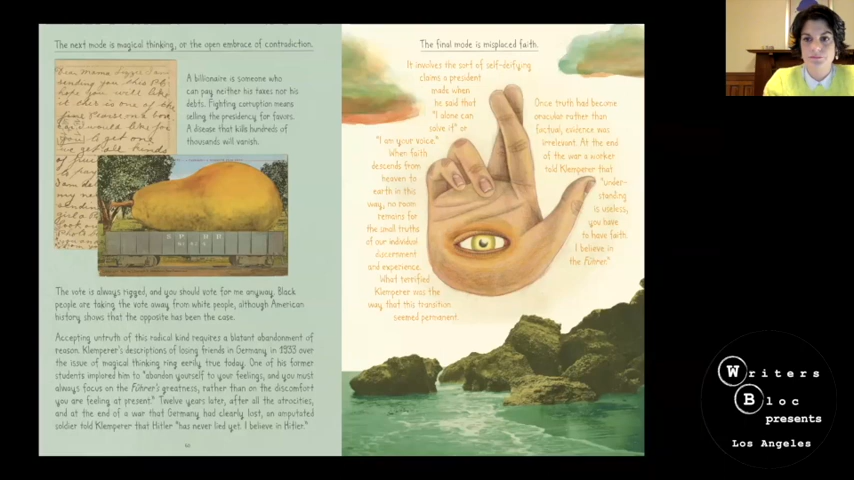 The next mode is magical thinking, or the open embrace of contradiction.
A billionaire is someone who
can pay neither his taxes nor his
debts. Fighting corruption means
selling the presidency for favors.
A disease that kills hundreds of
thousands will vanish.
The vote is always rigged, and you should vote for me anyway. Black
people are taking the vote away from white people, although American
history shows that the opposite has been the case.
Accepting untruth of this radical kind requires a blatant abandonment of
reason. Klemperer's descriptions of losing friends in Germany in 1933 over
the issue of magical thinking ring eerily true today. One of his former
students implored him to "abandon yourself to your feelings, and you must
always focus on the Führer's greatness, rather than on the discomfort
you are feeling at present." Twelve years later, after all the atrocities,
and at the end of a war that Germany had clearly lost, an amputated
soldier told Klemperer that Hitler "has never lied yet. I believe in Hitler."
The final mode is misplaced faith.
It involves the sort of self-deifying
claims a president
made when
he said that
"I alone can
solve it" or
"I am your voice."
When faith
descends from
heaven to
earth in this
way, no room
remains for
the small truths
of our individual
discernment
and experience.
What terrified
Klemperer was the
way that this transition
seemed permanent.
Once truth had become
oracular rather than
factual, evidence was
irrelevant. At the end
of the war a worker
told Klemperer that
"under-
standing
is useless,
you have
to have faith.
I believe in
the Führer."
Writers
Bloc
presents
Los Angeles